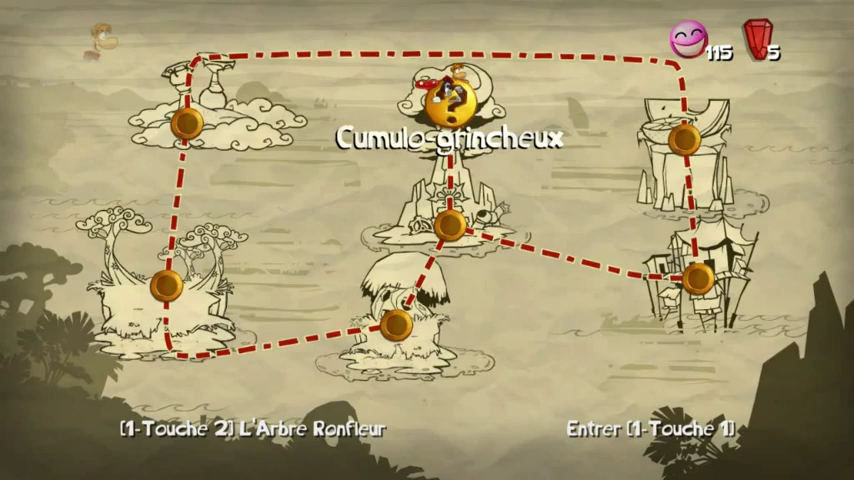 115 5
?
Cumulo-grincheux
[1-Touche 2] L'Arbre Ronfleur
Entrer [1-Touche 1]